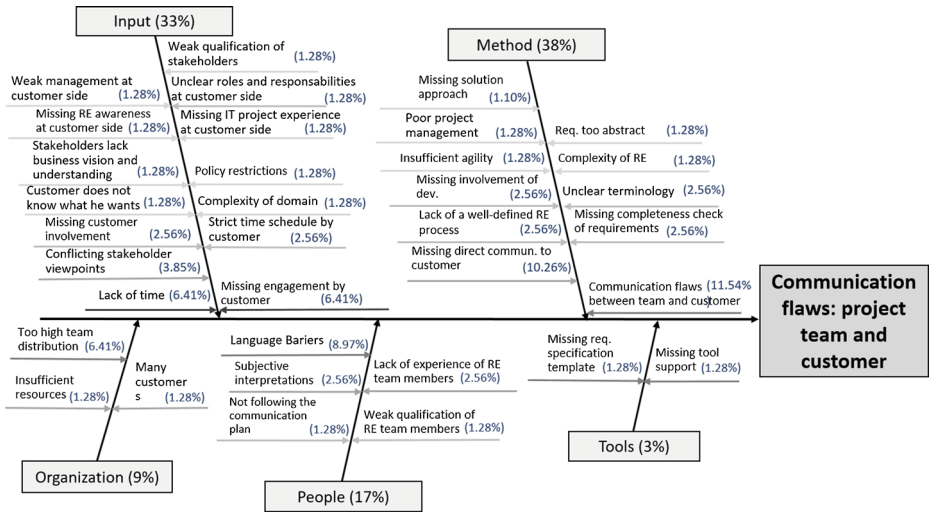 Input (33%)
Weak qualification of
stakeholders (1.28%)
Weak management at
customer side (1.28%)
Unclear roles and responsabilities
at customer side (1.28%)
Missing RE awareness
at customer side (1.28%)
Missing IT project experience
at customer side (1.28%)
Stakeholders lack
business vision and
understanding (1.28%)
Policy restrictions (1.28%)
Customer does not
know what he wants (1.28%)
Complexity of domain (1.28%)
Missing customer
involvement (2.56%)
Strict time schedule by
customer (2.56%)
Conflicting stakeholder
viewpoints (3.85%)
Lack of time (6.41%)
Missing engagement by
customer (6.41%)
Method (38%)
Missing solution
approach (1.10%)
Poor project
management (1.28%)
Req. too abstract (1.28%)
Insufficient agility (1.28%)
Complexity of RE (1.28%)
Missing involvement of
dev. (2.56%)
Unclear terminology (2.56%)
Lack of a well-defined RE
process (2.56%)
Missing completeness check
of requirements (2.56%)
Missing direct commun. to
customer (10.26%)
Communication flaws (11.54%
between team and customer
Communication
flaws: project
team and
customer
Too high team
distribution (6.41%)
Insufficient
resources (1.28%)
Many
customer
s (1.28%)
Organization (9%)
Language Bariers (8.97%)
Subjective
interpretations (2.56%)
Lack of experience of RE
team members (2.56%)
Not following the
communication
plan (1.28%)
Weak qualification of
RE team members (1.28%)
People (17%)
Missing req.
specification
template (1.28%)
Missing tool
support (1.28%)
Tools (3%)